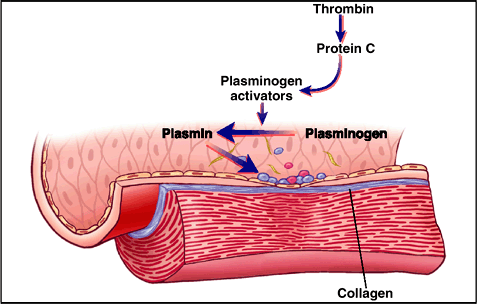 Thrombin
Protein C
Plasminogen
activators
Plasmin
Plasminogen
Collagen